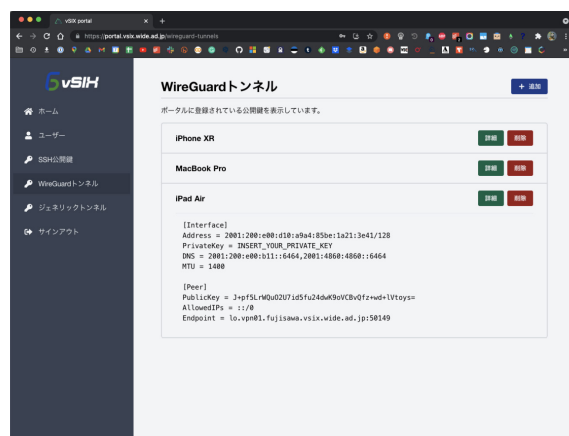 vSIX portal
https://portal.vsix.wide.ad.jp/wireguard-tunnels
vSIX
ホーム
ユーザー
SSH公開鍵
WireGuardトンネル
ジェネリックトンネル
サインアウト
WireGuardトンネル
+ 追加
ポータルに登録されている公開鍵を表示しています。
iPhone XR
詳細 削除
MacBook Pro
詳細 削除
iPad Air
詳細 削除
[Interface]
Address = 2001:200:e00:d10:a9a4:85be:1a21:3e41/128
PrivateKey = INSERT_YOUR_PRIVATE_KEY
DNS = 2001:200:e00:b11::6464,2001:4860:4860::6464
MTU = 1400
[Peer]
PublicKey = J+pf5LrWQuO2U7id5fu24dwK9oVCBvQfz+wd+lVtoys=
AllowedIPs = ::/0
Endpoint = lo.vpn01.fujisawa.vsix.wide.ad.jp:50149